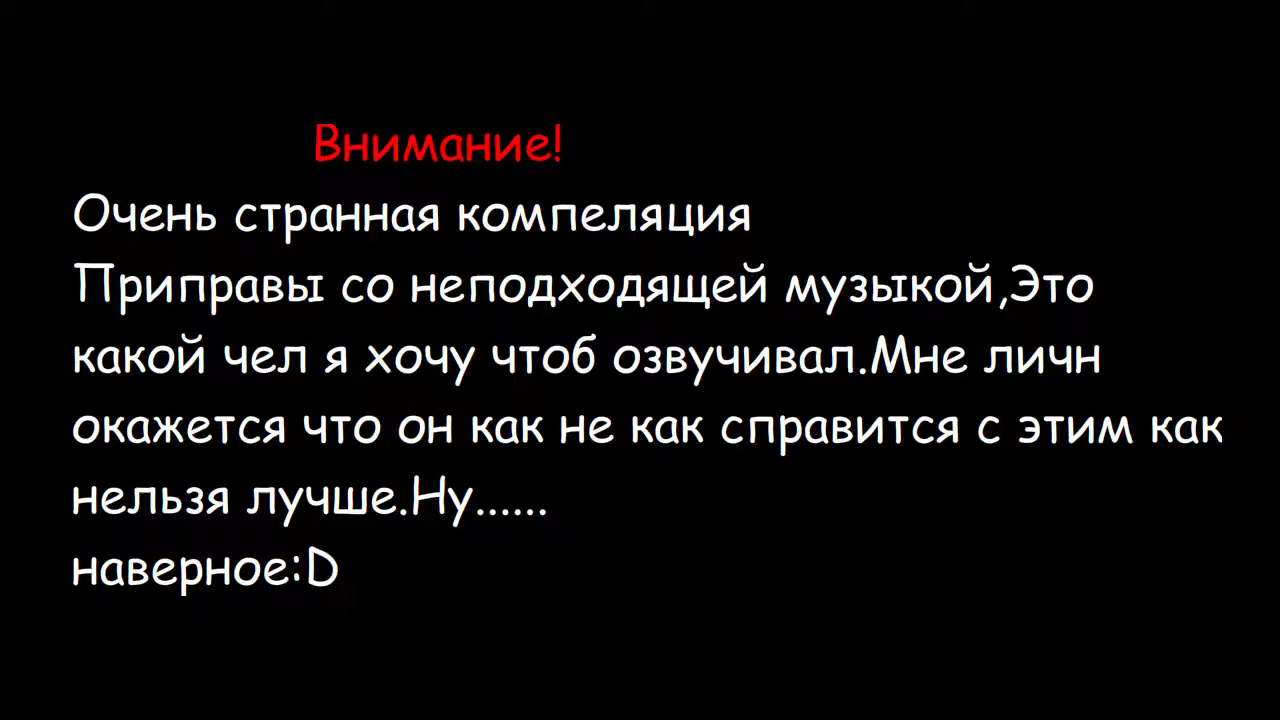 Внимание!
Очень странная компеляция
Приправы со неподходящей музыкой,Это
какой чел я хочу чтоб озвучивал.Мне личн
окажется что он как не как справится с этим как
нельзя лучше.Ну......
наверное:D